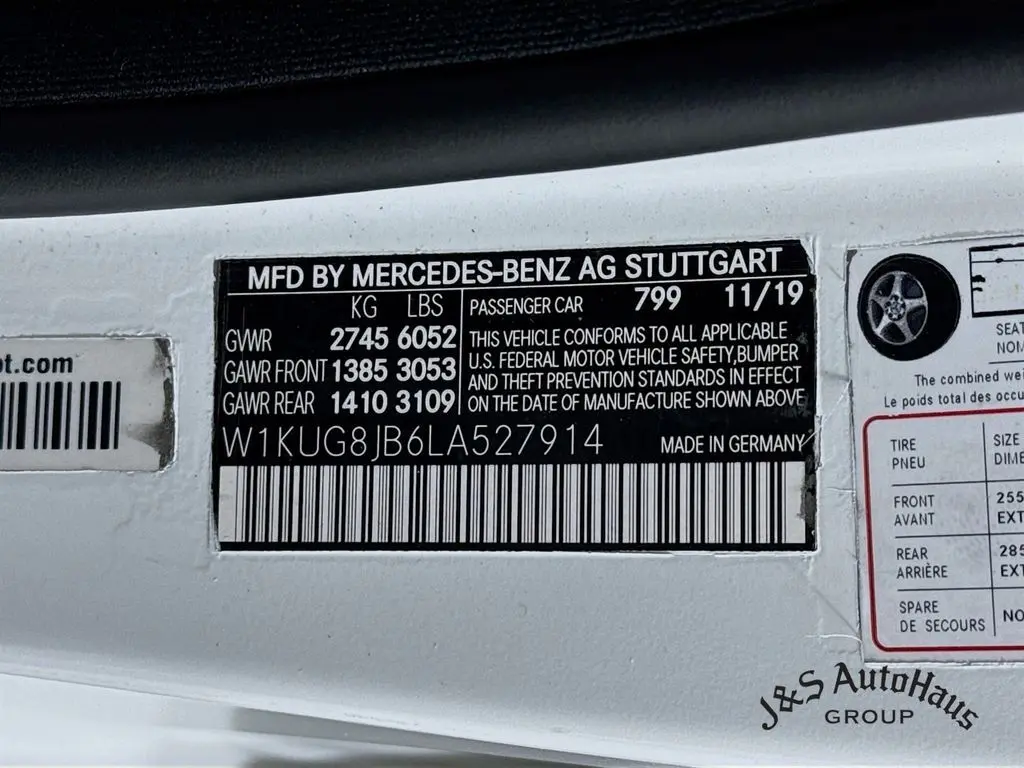 MFD BY MERCEDES-BENZ AG STUTTGART
KG LBS
GVWR 2745 6052
GAWR FRONT 1385 3053
GAWR REAR 1410 3109
PASSENGER CAR 799 11/19
THIS VEHICLE CONFORMS TO ALL APPLICABLE
U.S. FEDERAL MOTOR VEHICLE SAFETY, BUMPER
AND THEFT PREVENTION STANDARDS IN EFFECT
ON THE DATE OF MANUFACTURE SHOWN ABOVE
W1KUG8JB6LA527914 MADE IN GERMANY
ot.com
SEAT
NOM
The combined wei
Le poids total des occu
TIRE SIZE
PNEU DIME
FRONT 255
AVANT EXT
REAR 285
ARRIÈRE EXT
SPARE
DE SECOURS NO
J&S AutoHaus
GROUP